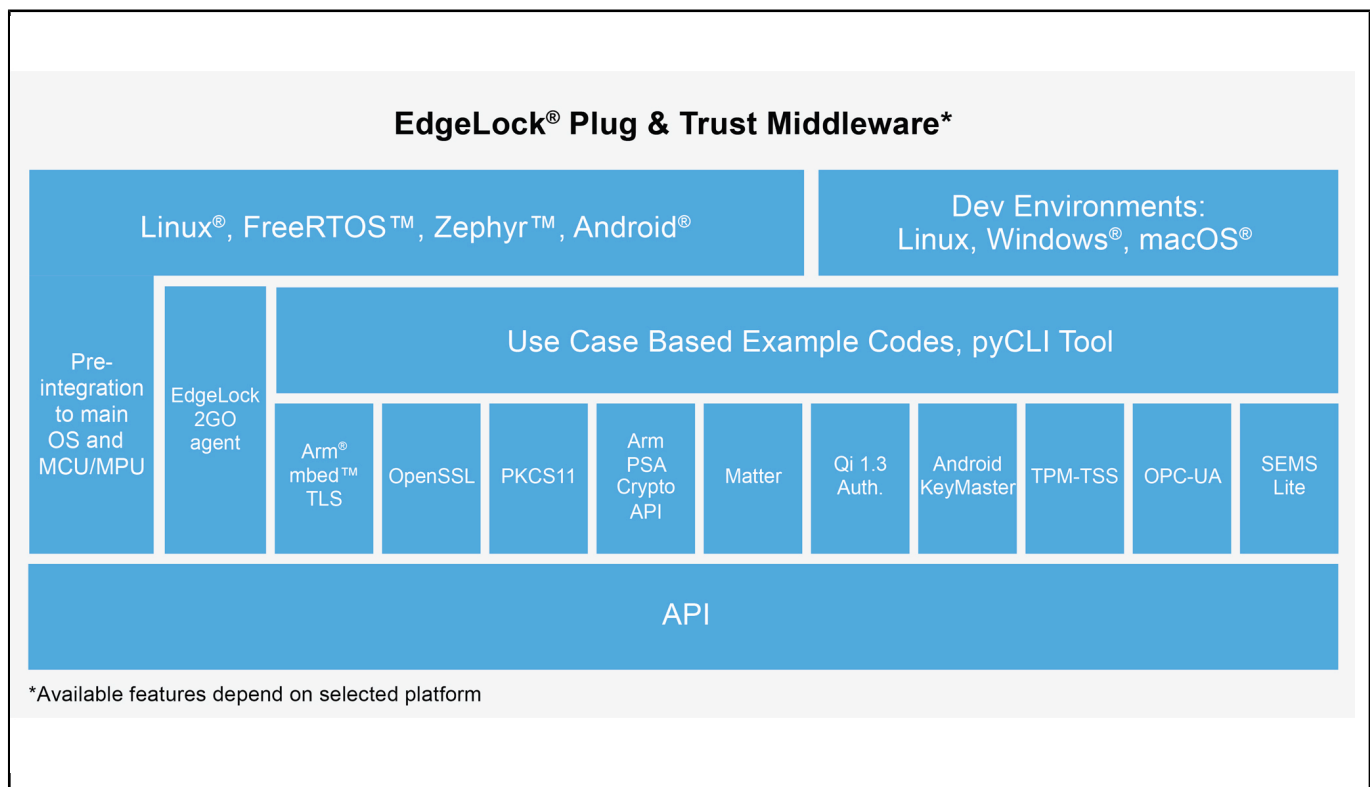 EdgeLock® Plug & Trust Middleware*
Linux®, FreeRTOS™, Zephyr™, Android®
Dev Environments:
Linux, Windows®, macOS®
Pre-
integration
to main
OS and
MCU/MPU
EdgeLock
2GO
agent
Use Case Based Example Codes, pyCLI Tool
Arm®
mbed™
TLS
OpenSSL
PKCS11
Arm
PSA
Crypto
API
Matter
Qi 1.3
Auth.
Android
KeyMaster
TPM-TSS
OPC-UA
SEMS
Lite
API
*Available features depend on selected platform